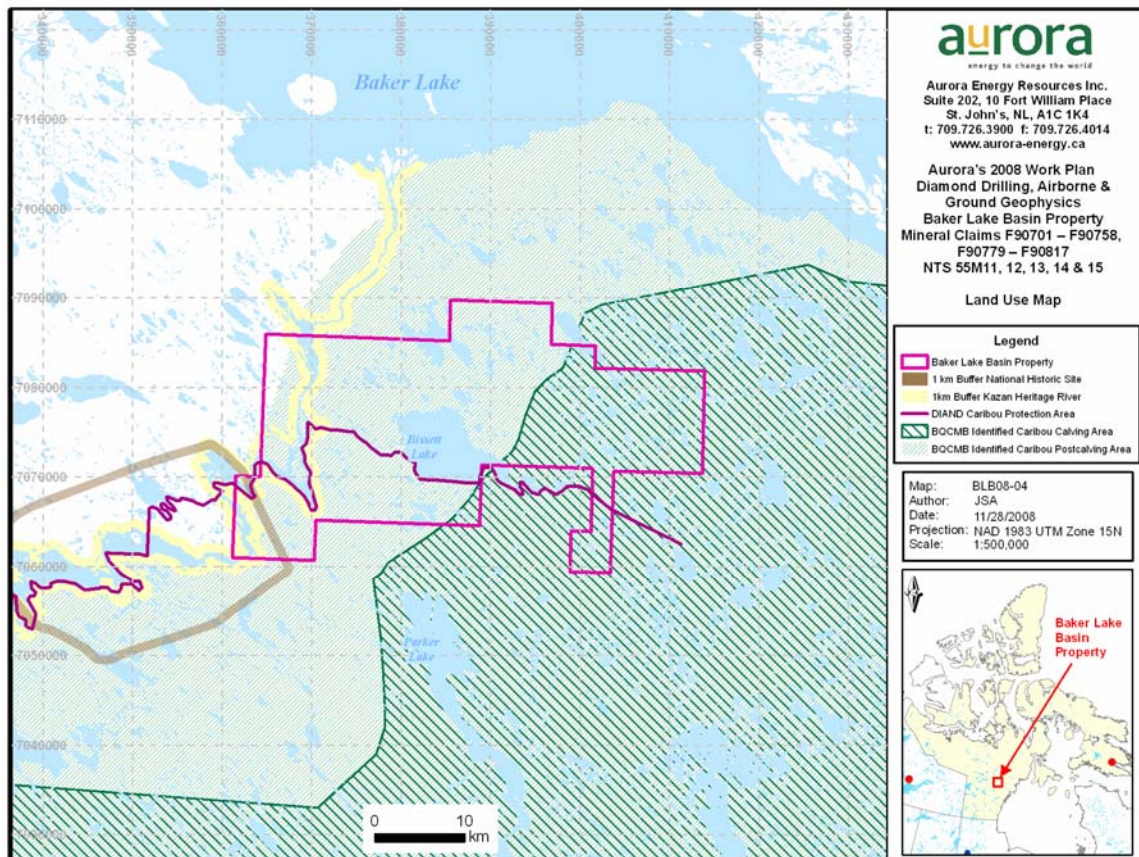 340000
350000
360000
370000
380000
390000
400000
410000
420000
430000
Baker Lake
7110000
7100000
7090000
7080000
Bissett
Lake
7070000
7060000
Parker
Lake
7050000
7040000
0 10
km
aurora
energy to change the world
Aurora Energy Resources Inc.
Suite 202, 10 Fort William Place
St. John's, NL, A1C 1K4
t: 709.726.3900 f: 709.726.4014
www.aurora-energy.ca
Aurora's 2008 Work Plan
Diamond Drilling, Airborne &
Ground Geophysics
Baker Lake Basin Property
Mineral Claims F90701 – F90758,
F90779 – F90817
NTS 55M11, 12, 13, 14 & 15
Land Use Map
Legend
Baker Lake Basin Property
1 km Buffer National Historic Site
1km Buffer Kazan Heritage River
DIAND Caribou Protection Area
BQCMB Identified Caribou Calving Area
BQCMB Identified Caribou Postcalving Area
Map: BLB08-04
Author: JSA
Date: 11/28/2008
Projection: NAD 1983 UTM Zone 15N
Scale: 1:500,000
Baker Lake
Basin
Property